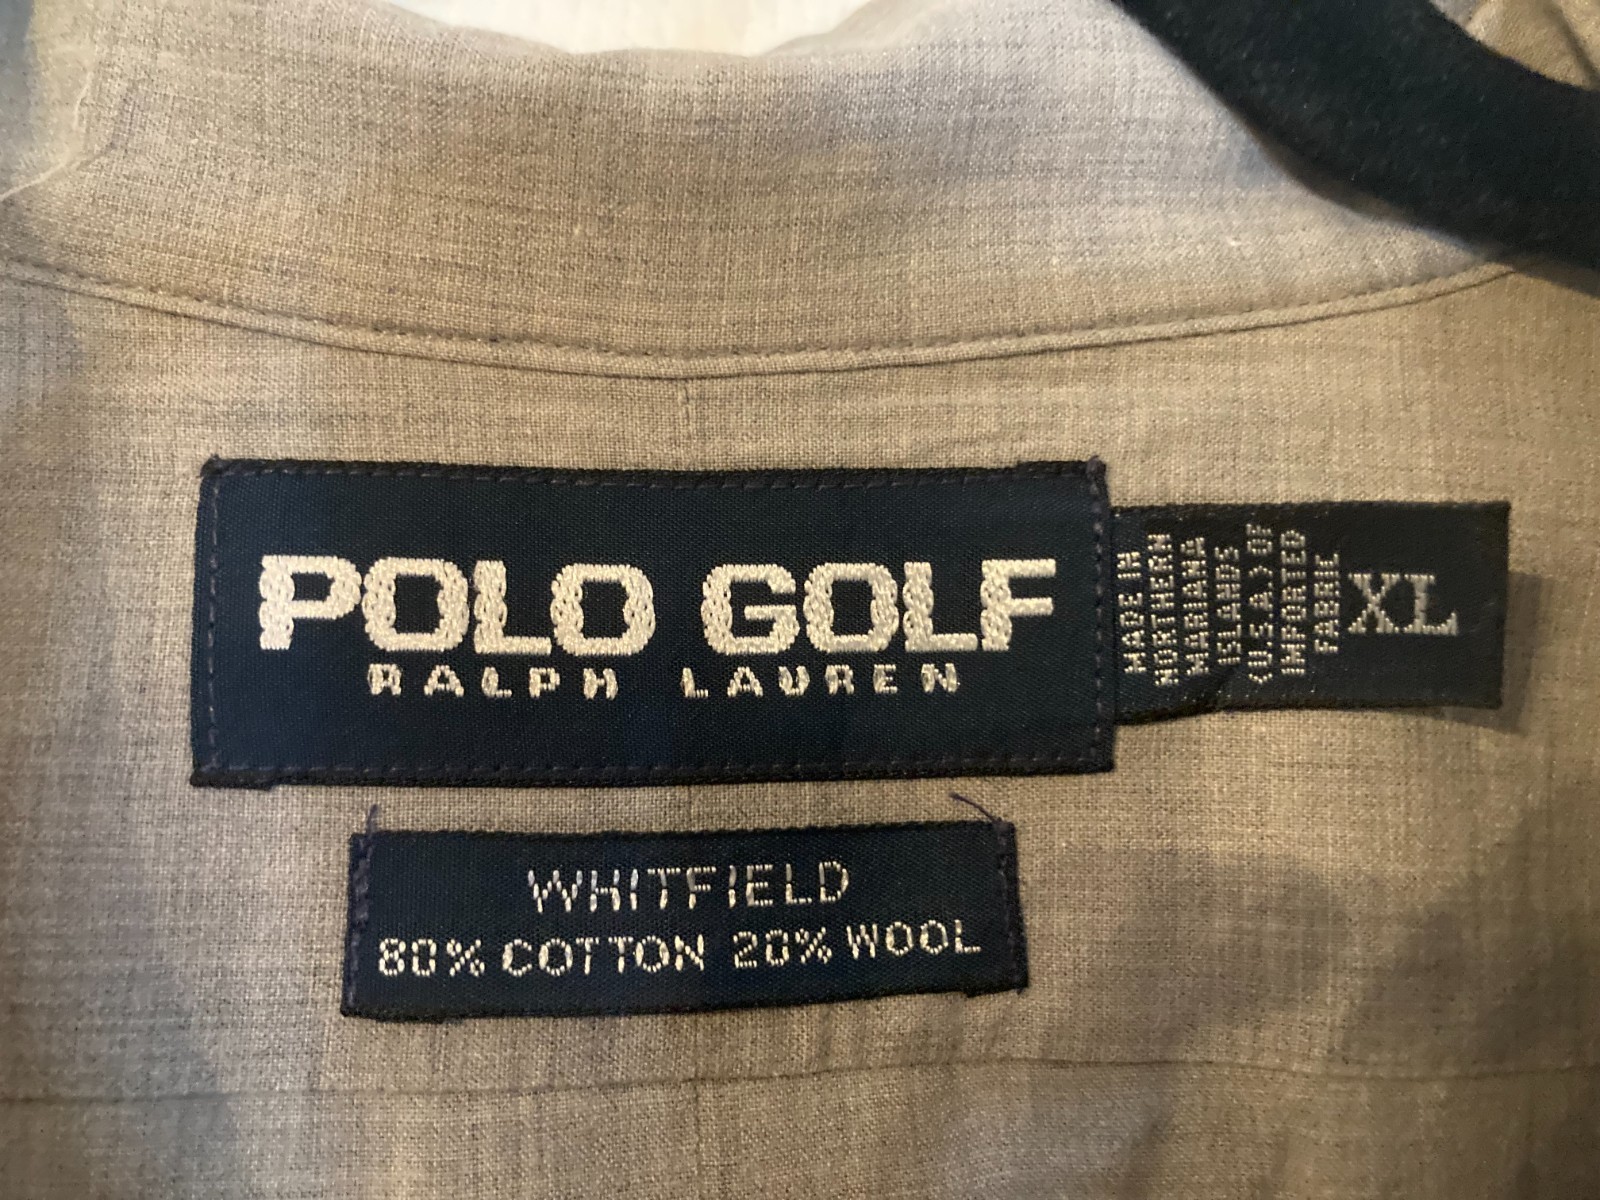 POLO GOLF
RALPH LAUREN
MADE IN
NORTHERN
MARIANA
ISLANDS
(U.S.A.) OF
IMPORTED
FABRIC
XL
WHITFIELD
80% COTTON 20% WOOL